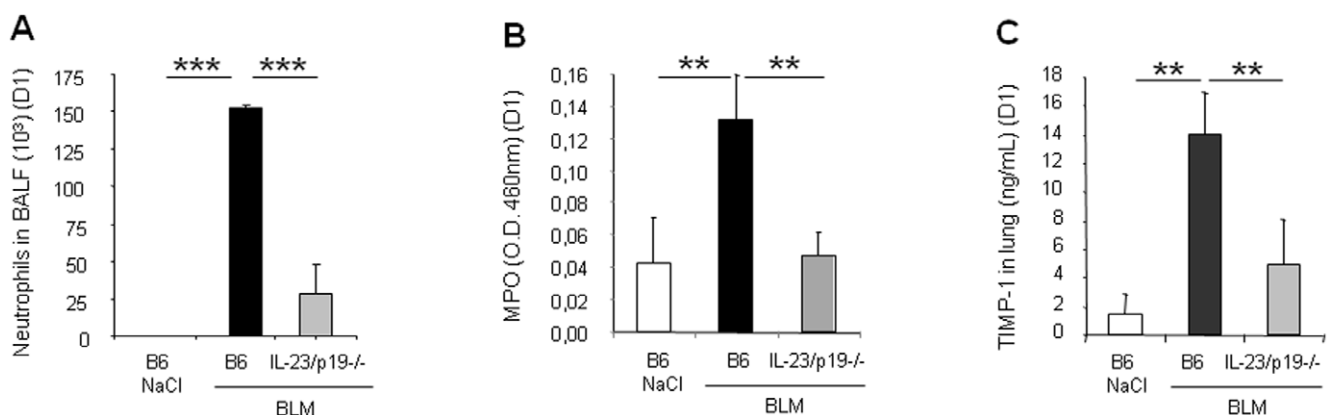 A
Neutrophils in BALF (10³) (D1)
175
150
125
100
75
50
25
0
*** ***
B6
NaCl
B6 IL-23/p19-/-
BLM
B
MPO (O.D. 460nm) (D1)
0,16
0,14
0,12
0,10
0,08
0,06
0,04
0,02
0,00
** **
B6
NaCl
B6 IL-23/p19-/-
BLM
C
TIMP-1 in lung (ng/mL) (D1)
18
16
14
12
10
8
6
4
2
0
** **
B6
NaCl
B6 IL-23/p19-/-
BLM